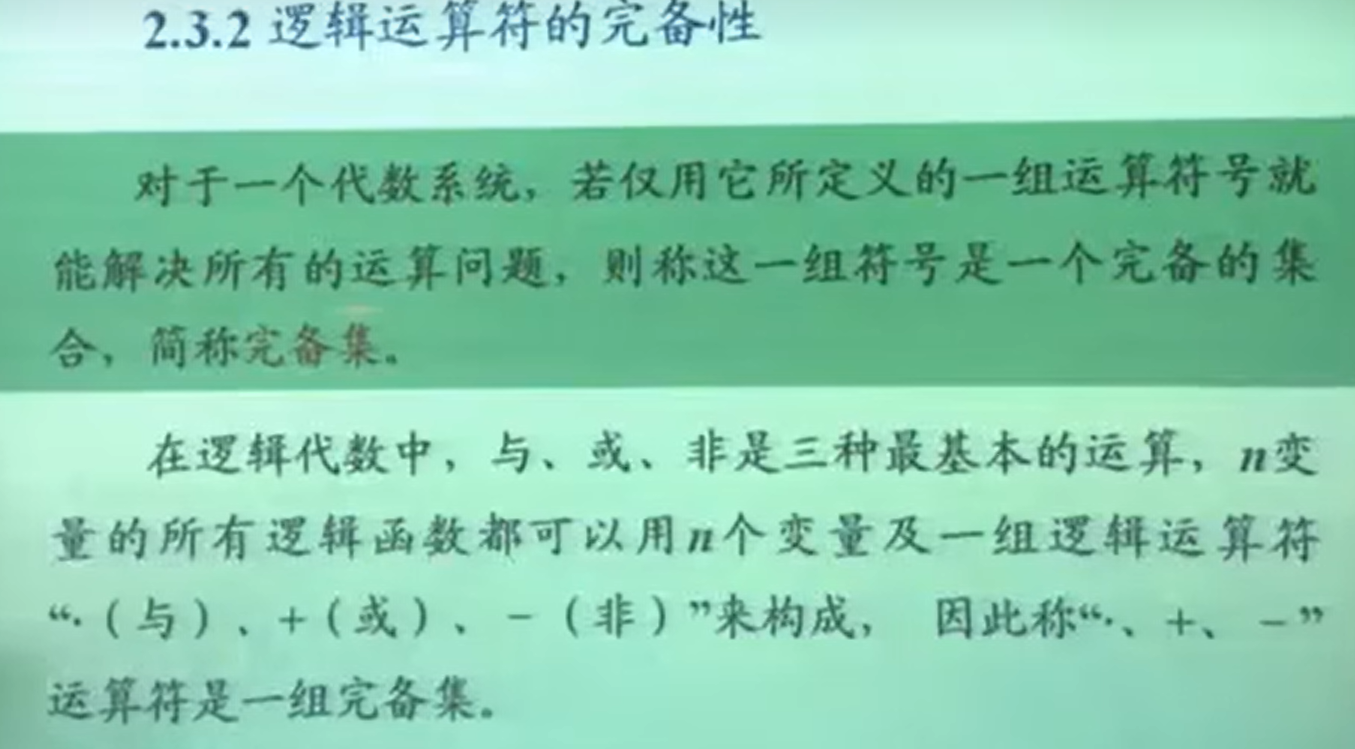 2.3.2 逻辑运算符的完备性
对于一个代数系统，若仅用它所定义的一组运算符号就
能解决所有的运算问题，则称这一组符号是一个完备的集
合，简称完备集。
在逻辑代数中，与、或、非是三种最基本的运算，n变
量的所有逻辑函数都可以用n个变量及一组逻辑运算符
“·（与）、+（或）、－（非）”来构成， 因此称“·、+、－”
运算符是一组完备集。